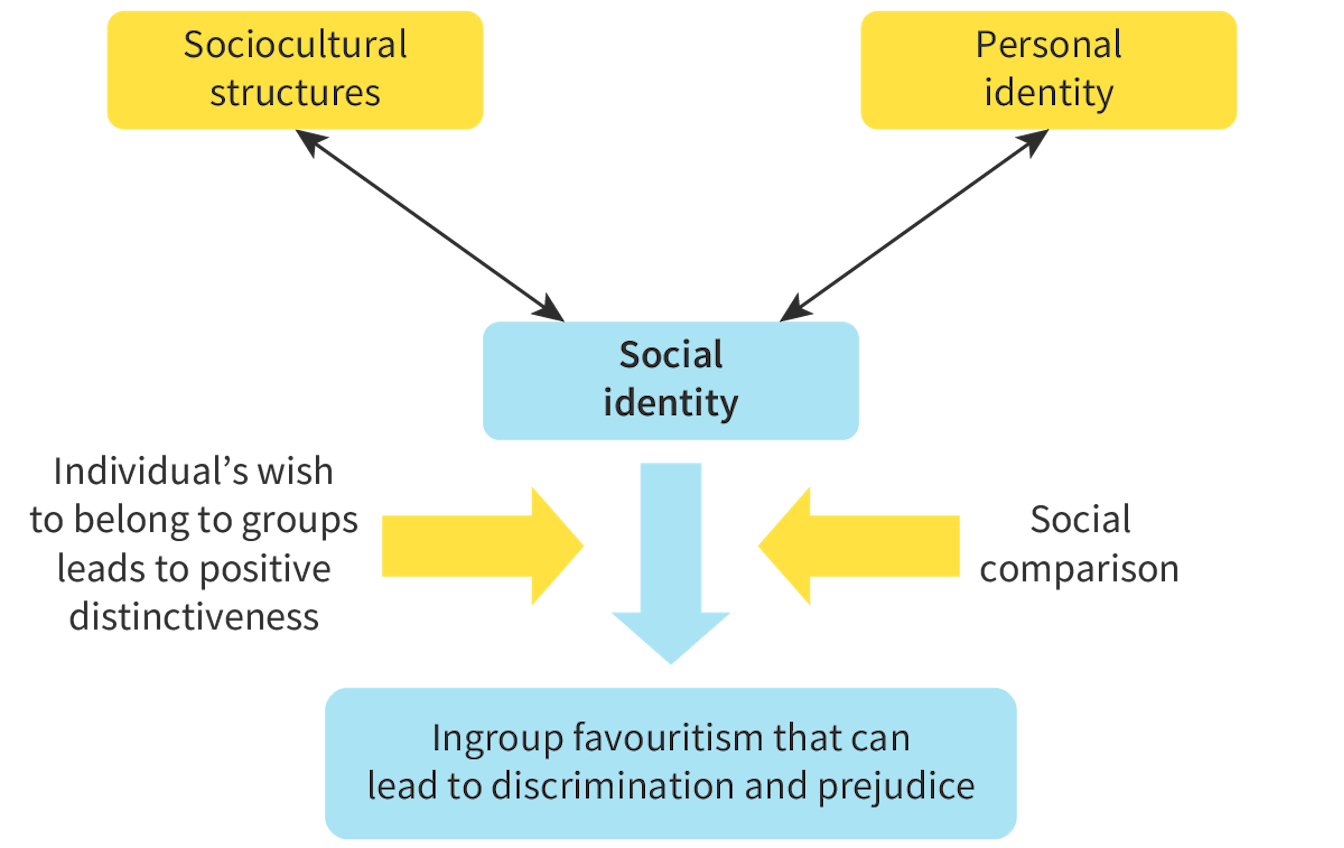 Sociocultural
structures
Personal
identity
Social
identity
Individual’s wish
to belong to groups
leads to positive
distinctiveness
Social
comparison
Ingroup favouritism that can
lead to discrimination and prejudice